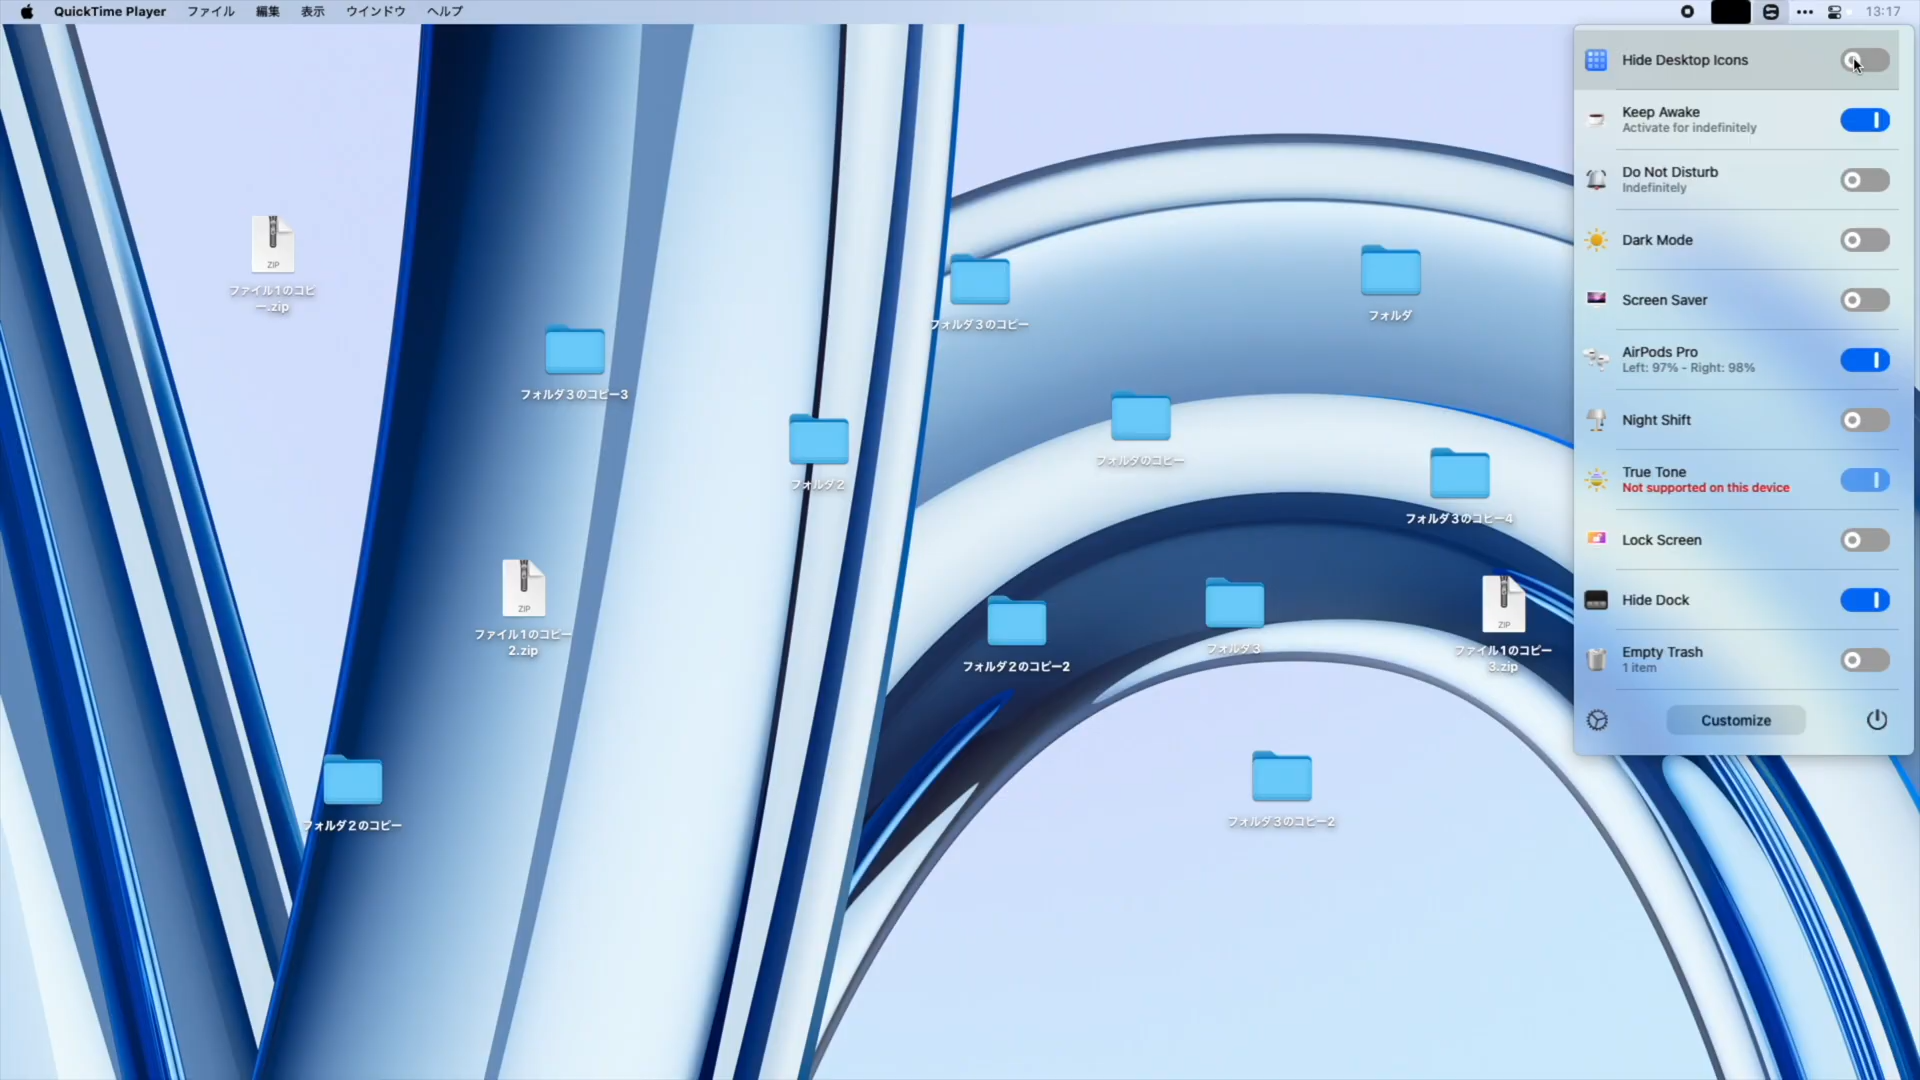 QuickTime Player ファイル 編集 表示 ウインドウ ヘルプ 13:17
Hide Desktop Icons
Keep Awake
Activate for indefinitely
Do Not Disturb
Indefinitely
Dark Mode
Screen Saver
AirPods Pro
Left: 97% - Right: 98%
Night Shift
True Tone
Not supported on this device
Lock Screen
Hide Dock
Empty Trash
1 item
Customize
ZIP
ファイル1のコピ
ー.zip
フォルダ3のコピー
フォルダ
フォルダ3のコピー3
フォルダのコピー
フォルダ2
フォルダ3のコピー4
ZIP
ファイル1のコピー
2.zip
フォルダ2のコピー2
フォルダ3
ZIP
ファイル1のコピー
3.zip
フォルダ2のコピー
フォルダ3のコピー2